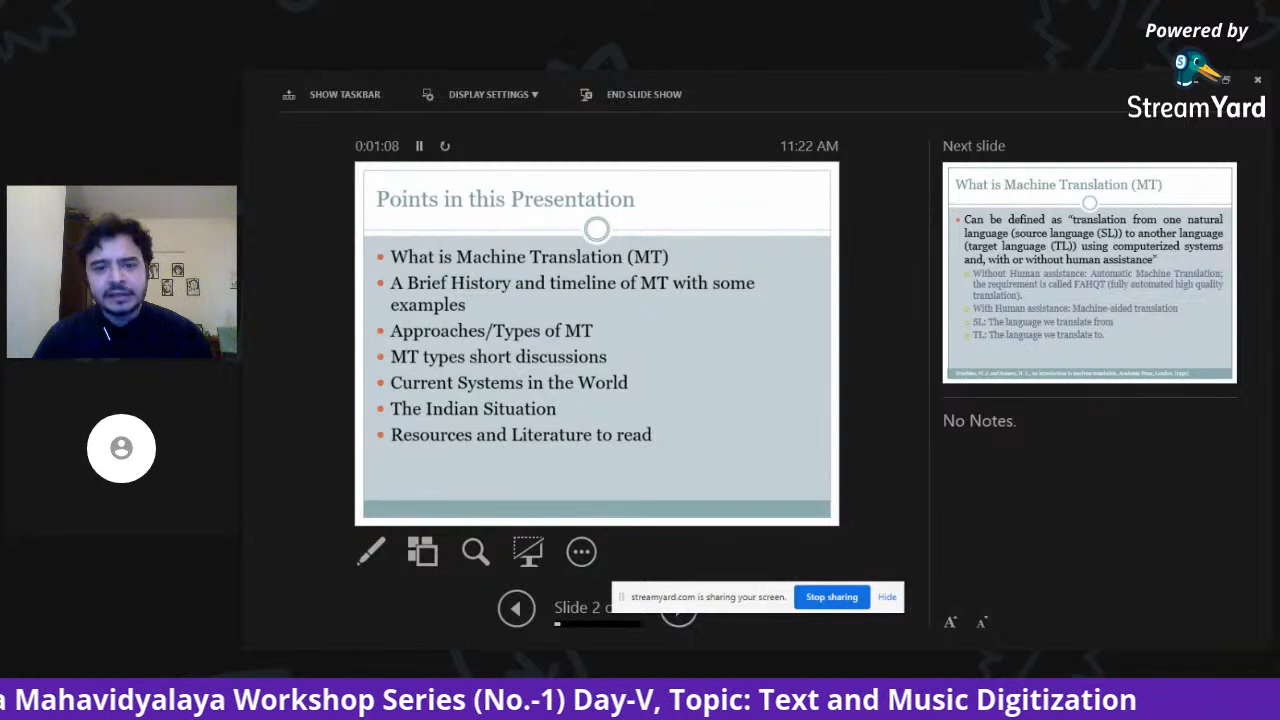 Powered by
StreamYard
SHOW TASKBAR
DISPLAY SETTINGS ▼
END SLIDE SHOW
0:01:08
11:22 AM
Points in this Presentation
• What is Machine Translation (MT)
• A Brief History and timeline of MT with some
examples
• Approaches/Types of MT
• MT types short discussions
• Current Systems in the World
• The Indian Situation
• Resources and Literature to read
Next slide
What is Machine Translation (MT)
• Can be defined as “translation from one natural
language (source language (SL)) to another language
(target language (TL)) using computerized systems
and, with or without human assistance”
Without Human assistance: Automatic Machine Translation;
the requirement is called FAHQT (fully automated high quality
translation).
With Human assistance: Machine-aided translation
SL: The language we translate from
TL: The language we translate to.
No Notes.
streamyard.com is sharing your screen.
Stop sharing
Hide
Slide 2
A A
a Mahavidyalaya Workshop Series (No.-1) Day-V, Topic: Text and Music Digitization